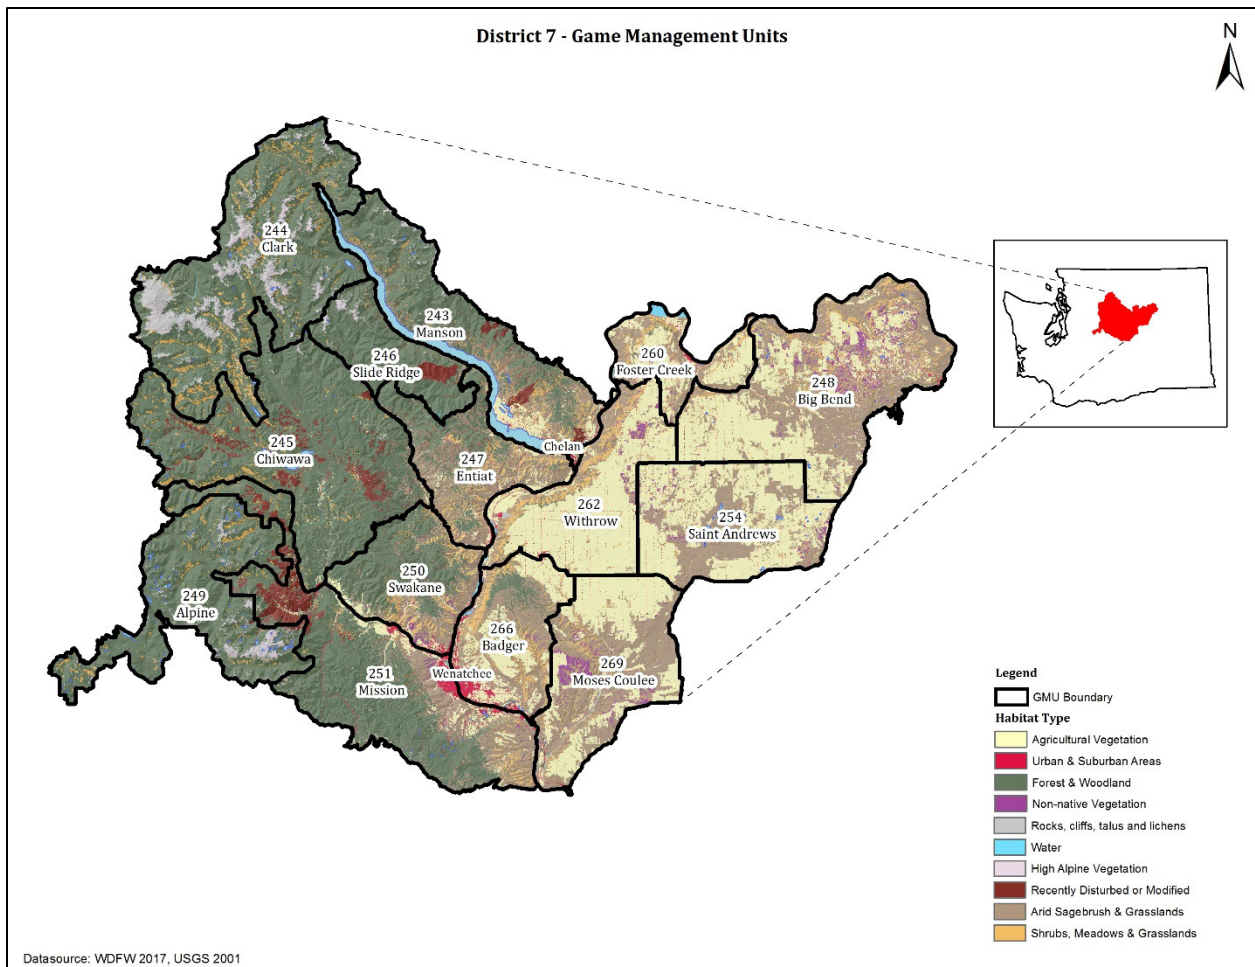 District 7 - Game Management Units
N
244
Clark
243
Manson
246
Slide Ridge
260
Foster Creek
248
Big Bend
245
Chiwawa
247
Entiat
Chelan
262
Withrow
254
Saint Andrews
250
Swakane
249
Alpine
266
Badger
251
Mission
Wenatchee
269
Moses Coulee
Legend
GMU Boundary
Habitat Type
Agricultural Vegetation
Urban & Suburban Areas
Forest & Woodland
Non-native Vegetation
Rocks, cliffs, talus and lichens
Water
High Alpine Vegetation
Recently Disturbed or Modified
Arid Sagebrush & Grasslands
Shrubs, Meadows & Grasslands
Datasource: WDFW 2017, USGS 2001